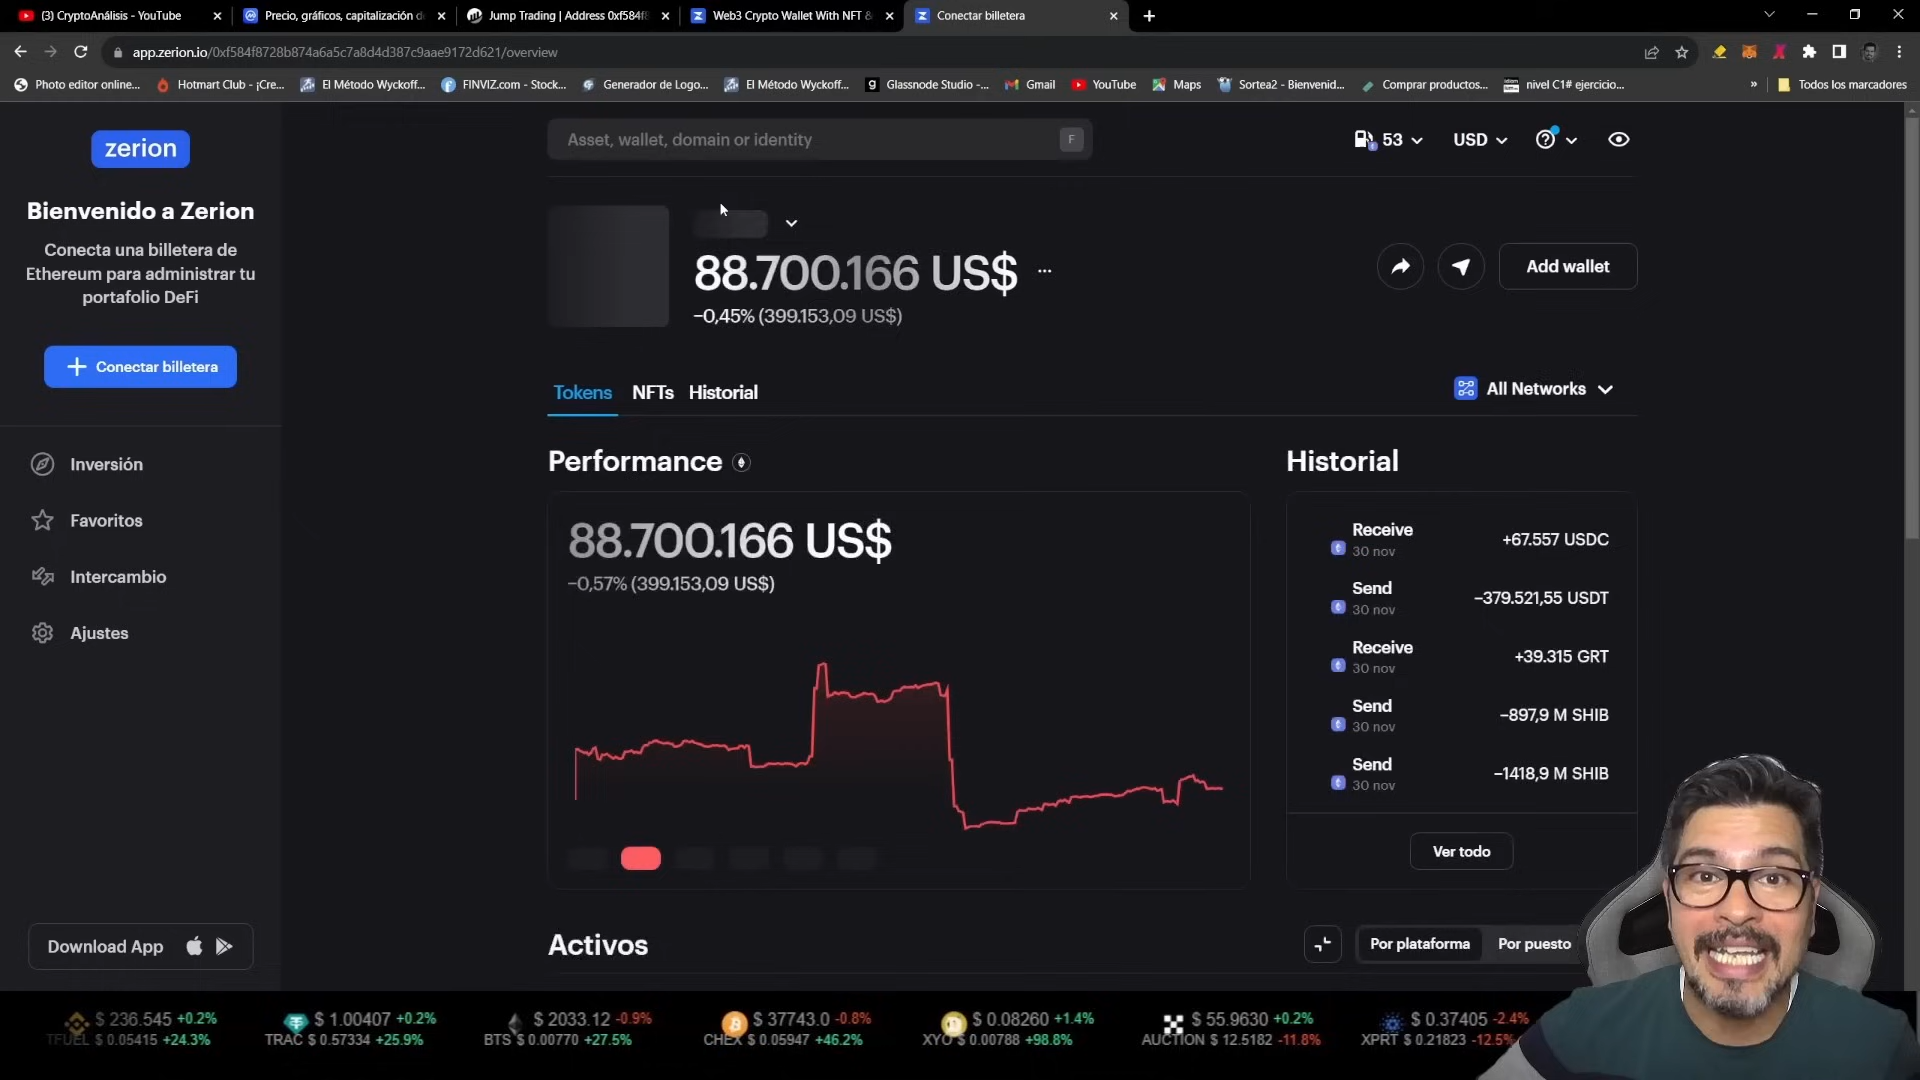 (3) CryptoAnálisis - YouTube
Precio, gráficos, capitalización d
Jump Trading | Address 0xf584f8
Web3 Crypto Wallet With NFT &
Conectar billetera
app.zerion.io/0xf584f8728b874a6a5c7a8d4d387c9aae9172d621/overview
Photo editor online...
Hotmart Club - ¡Cre...
El Método Wyckoff...
FINVIZ.com - Stock...
Generador de Logo...
El Método Wyckoff...
Glassnode Studio -...
Gmail
YouTube
Maps
Sortea2 - Bienvenid...
Comprar productos...
nivel C1# ejercicio...
»
Todos los marcadores
zerion
Bienvenido a Zerion
Conecta una billetera de
Ethereum para administrar tu
portafolio DeFi
Conectar billetera
Inversión
Favoritos
Intercambio
Ajustes
Download App
Asset, wallet, domain or identity
F
53
USD
88.700.166 US$
−0,45% (399.153,09 US$)
Add wallet
Tokens
NFTs
Historial
All Networks
Performance
88.700.166 US$
−0,57% (399.153,09 US$)
Historial
Receive
30 nov
+67.557 USDC
Send
30 nov
−379.521,55 USDT
Receive
30 nov
+39.315 GRT
Send
30 nov
−897,9 M SHIB
Send
30 nov
−1418,9 M SHIB
Ver todo
Activos
Por plataforma
Por puesto
$ 236.545 +0.2%
TFUEL $ 0.05415 +24.3%
$ 1.00407 +0.2%
TRAC $ 0.57334 +25.9%
$ 2033.12 -0.9%
BTS $ 0.00770 +27.5%
$ 37743.0 -0.8%
CHEX $ 0.05947 +46.2%
$ 0.08260 +1.4%
XYO $ 0.00788 +98.8%
$ 55.9630 +0.2%
AUCTION $ 12.5182 -11.8%
$ 0.37405 -2.4%
XPRT $ 0.21823 -12.5%